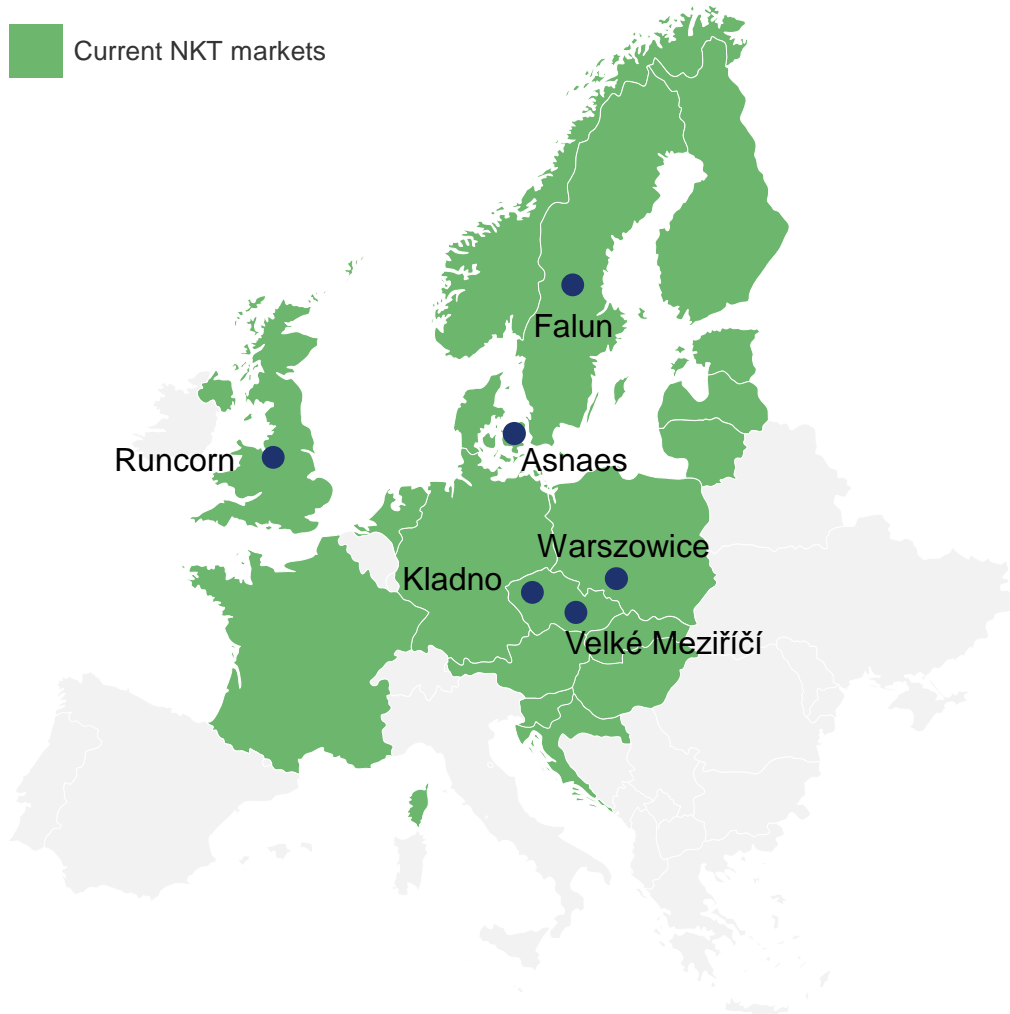 Current NKT markets
Falun
Runcorn
Asnaes
Warszowice
Kladno
Velké Meziříčí